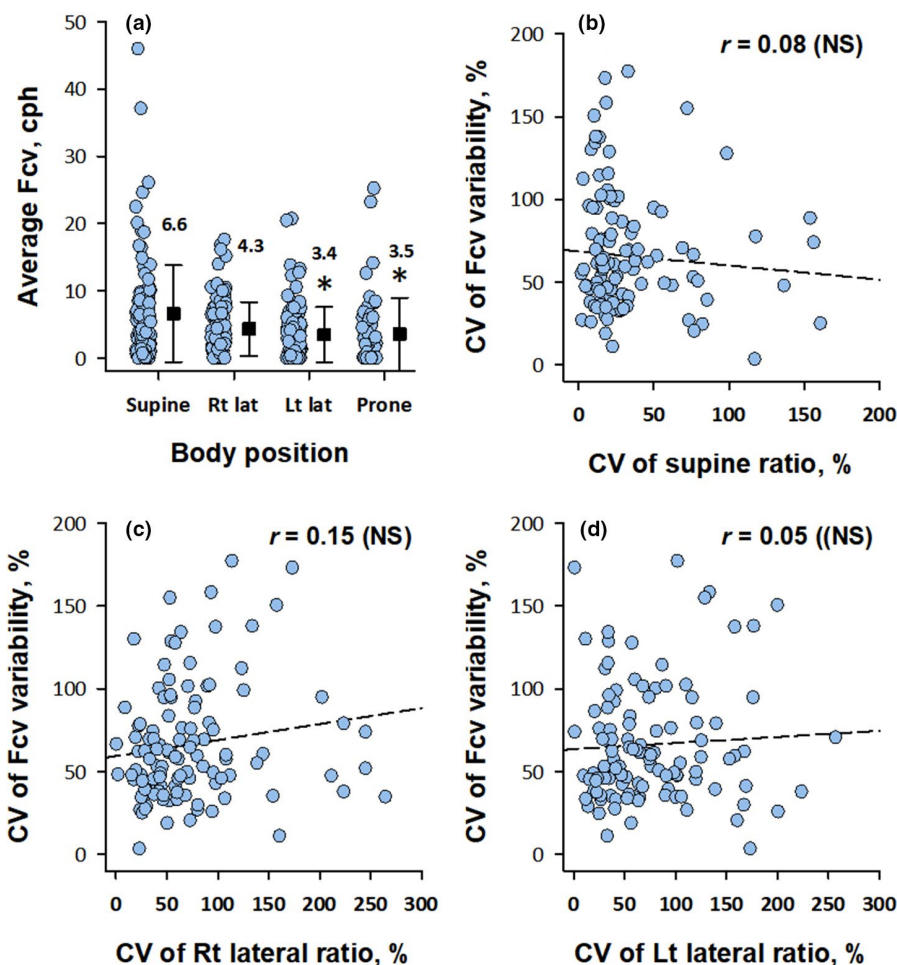 (a)
50
40
30
20
10
0
Average Fcv, cph
6.6
4.3
3.4
*
3.5
*
Supine Rt lat Lt lat Prone
Body position
(b)
r = 0.08 (NS)
200
150
100
50
0
CV of Fcv variability, %
0 50 100 150 200
CV of supine ratio, %
(c)
r = 0.15 (NS)
200
150
100
50
0
CV of Fcv variability, %
0 50 100 150 200 250 300
CV of Rt lateral ratio, %
(d)
r = 0.05 ((NS)
200
150
100
50
0
CV of Fcv variability, %
0 50 100 150 200 250 300
CV of Lt lateral ratio, %